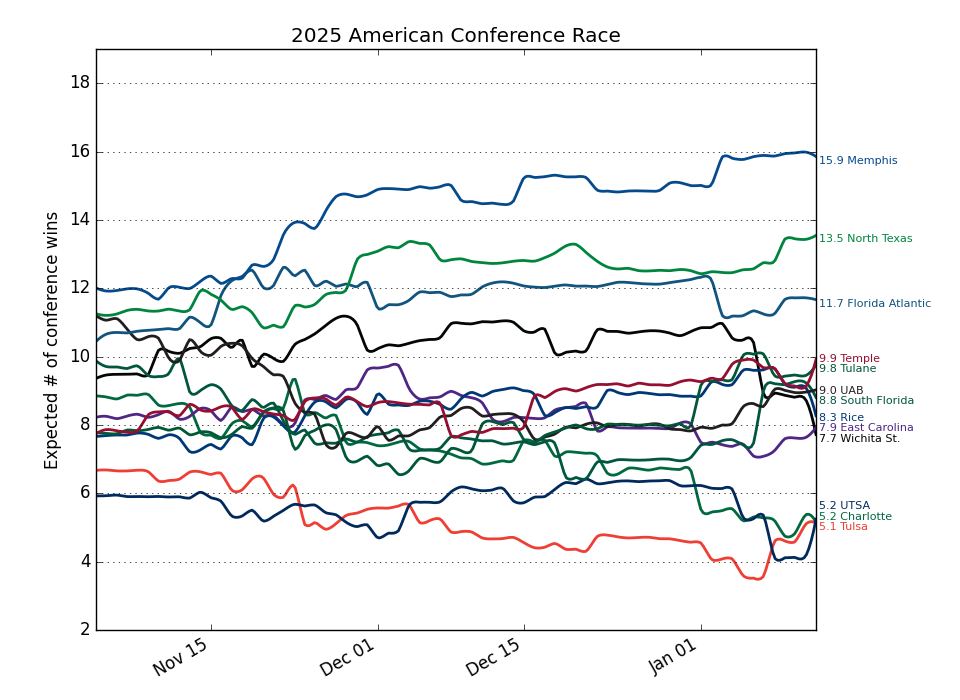 2025 American Conference Race
Expected # of conference wins
18
16
14
12
10
8
6
4
2
Nov 15
Dec 01
Dec 15
Jan 01
15.9 Memphis
13.5 North Texas
11.7 Florida Atlantic
9.9 Temple
9.8 Tulane
9.0 UAB
8.8 South Florida
8.3 Rice
7.9 East Carolina
7.7 Wichita St.
5.2 UTSA
5.2 Charlotte
5.1 Tulsa